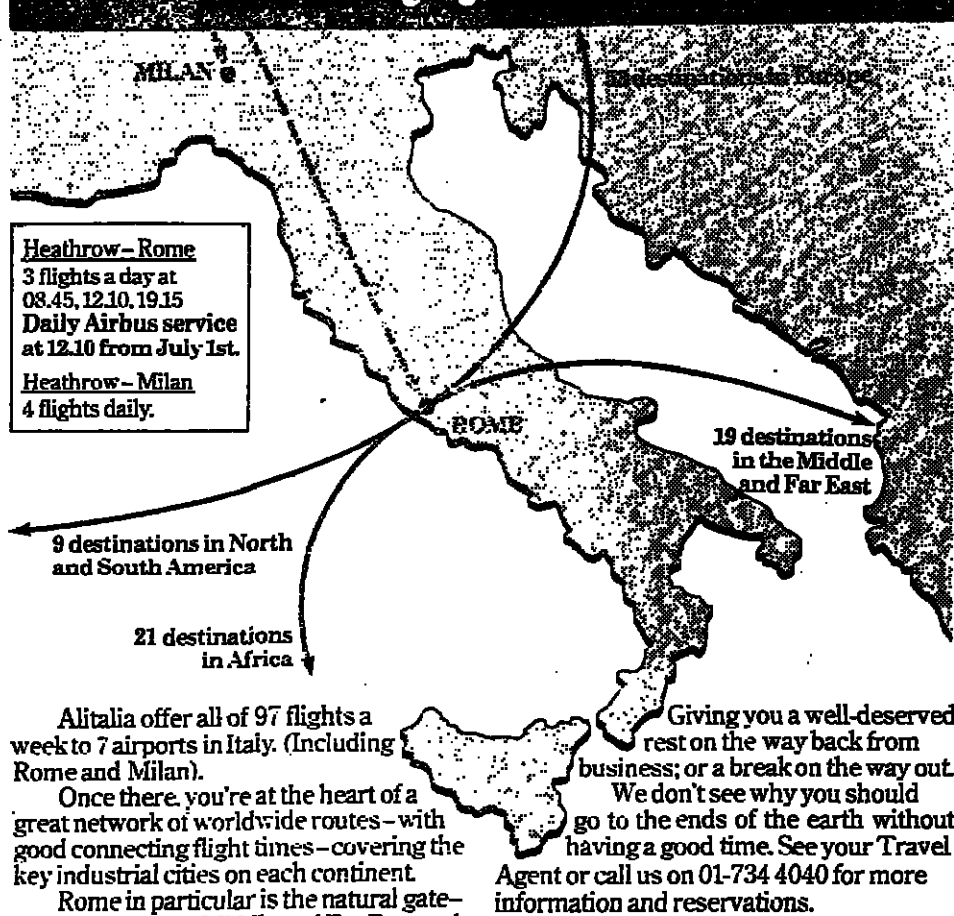 MILAN
destinations in Europe
Heathrow–Rome
3 flights a day at
08.45, 12.10, 19.15
Daily Airbus service
at 12.10 from July 1st.
Heathrow–Milan
4 flights daily.
ROME
19 destinations
in the Middle
and Far East
9 destinations in North
and South America
21 destinations
in Africa
Alitalia offer all of 97 flights a
week to 7 airports in Italy. (Including
Rome and Milan).
Once there, you're at the heart of a
great network of worldwide routes–with
good connecting flight times–covering the
key industrial cities on each continent.
Rome in particular is the natural gate–
Giving you a well-deserved
rest on the way back from
business; or a break on the way out.
We don't see why you should
go to the ends of the earth without
having a good time. See your Travel
Agent or call us on 01-734 4040 for more
information and reservations.